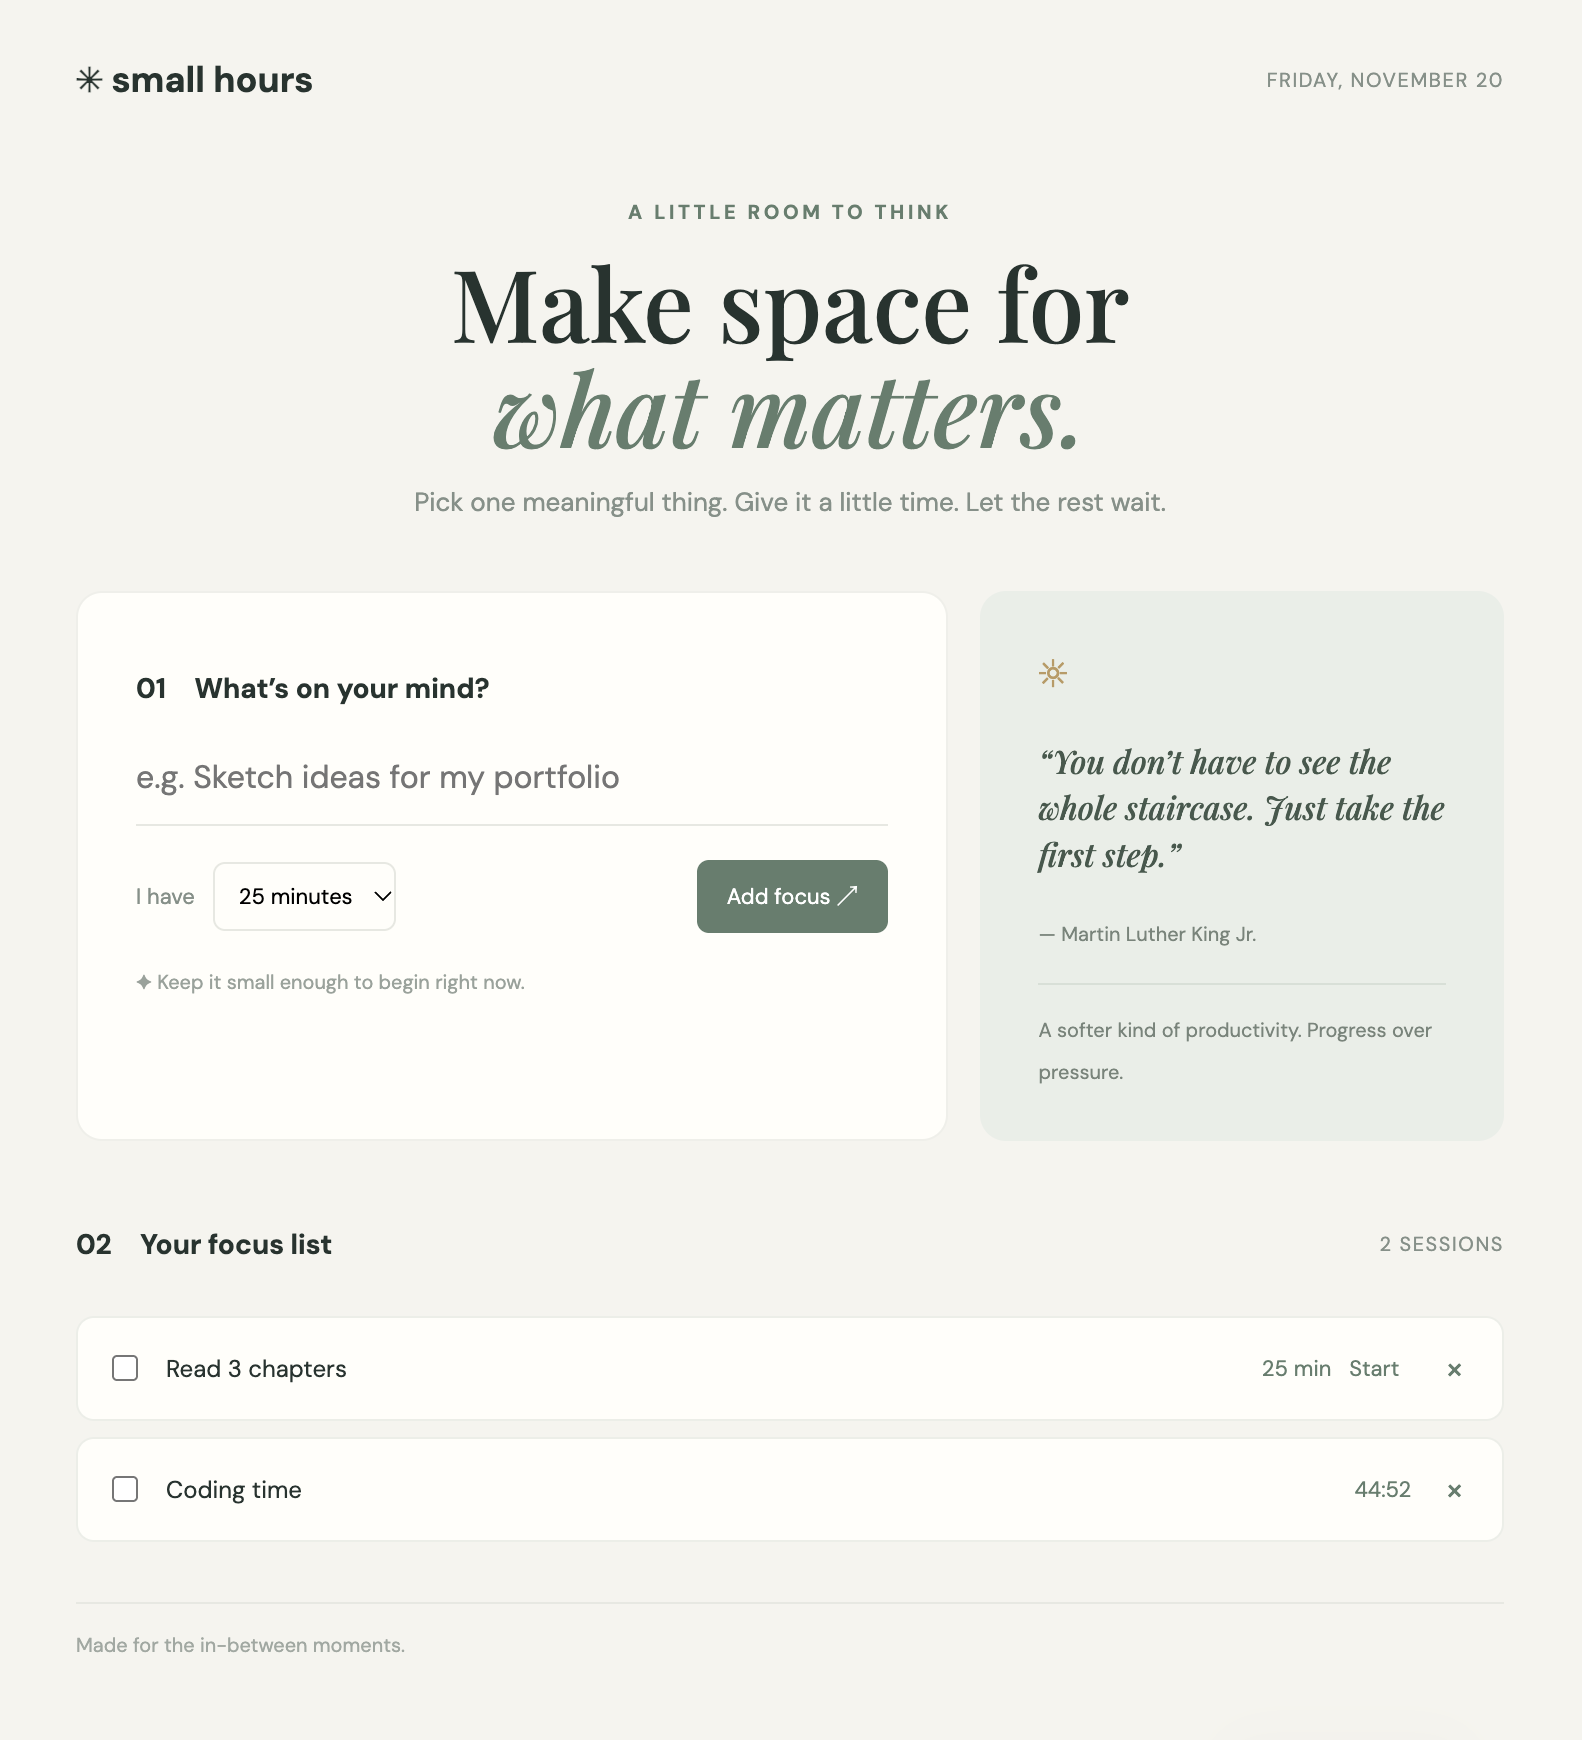 ✳ small hours
FRIDAY, NOVEMBER 20
A LITTLE ROOM TO THINK
Make space for
what matters.
Pick one meaningful thing. Give it a little time. Let the rest wait.
01 What’s on your mind?
e.g. Sketch ideas for my portfolio
I have 25 minutes Add focus ↗
✦ Keep it small enough to begin right now.
“You don’t have to see the
whole staircase. Just take the
first step.”
— Martin Luther King Jr.
A softer kind of productivity. Progress over
pressure.
02 Your focus list
2 SESSIONS
Read 3 chapters 25 min Start ×
Coding time 44:52 ×
Made for the in-between moments.